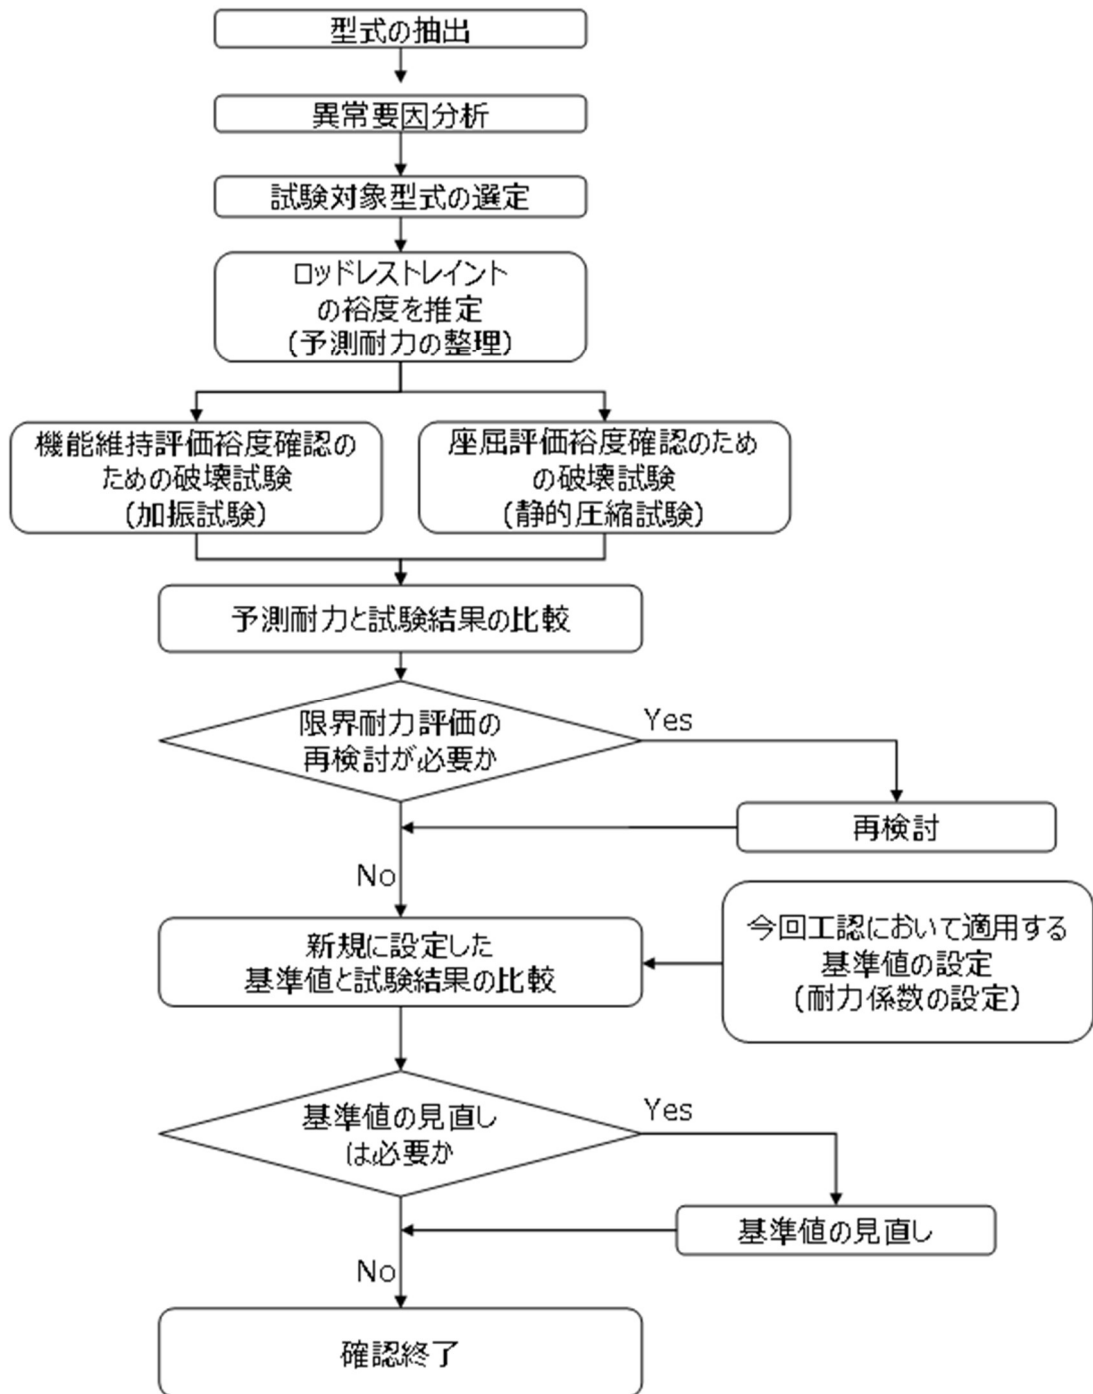 型式の抽出
異常要因分析
試験対象型式の選定
ロッドレストレイント
の裕度を推定
(予測耐力の整理)
機能維持評価裕度確認の
ための破壊試験
(加振試験)
座屈評価裕度確認のため
の破壊試験
(静的圧縮試験)
予測耐力と試験結果の比較
限界耐力評価の
再検討が必要か
Yes
再検討
No
新規に設定した
基準値と試験結果の比較
今回工認において適用する
基準値の設定
(耐力係数の設定)
基準値の見直し
は必要か
Yes
基準値の見直し
No
確認終了